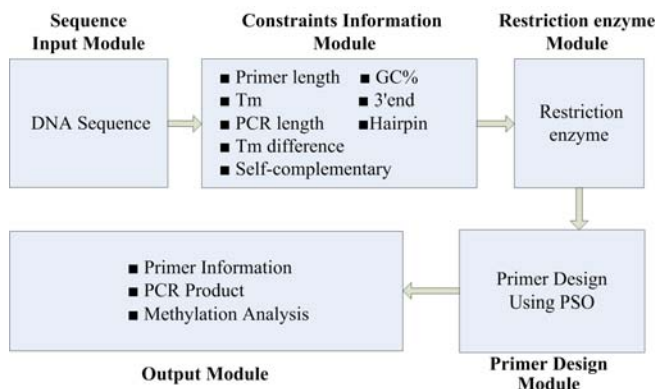 Sequence
Input Module
Constraints Information
Module
Restriction enzyme
Module
DNA Sequence
■ Primer length
■ GC%
■ Tm
■ 3'end
■ PCR length
■Hairpin
■ Tm difference
■ Self-complementary
Restriction
enzyme
■ Primer Information
■ PCR Product
■ Methylation Analysis
Primer Design
Using PSO
Output Module
Primer Design
Module